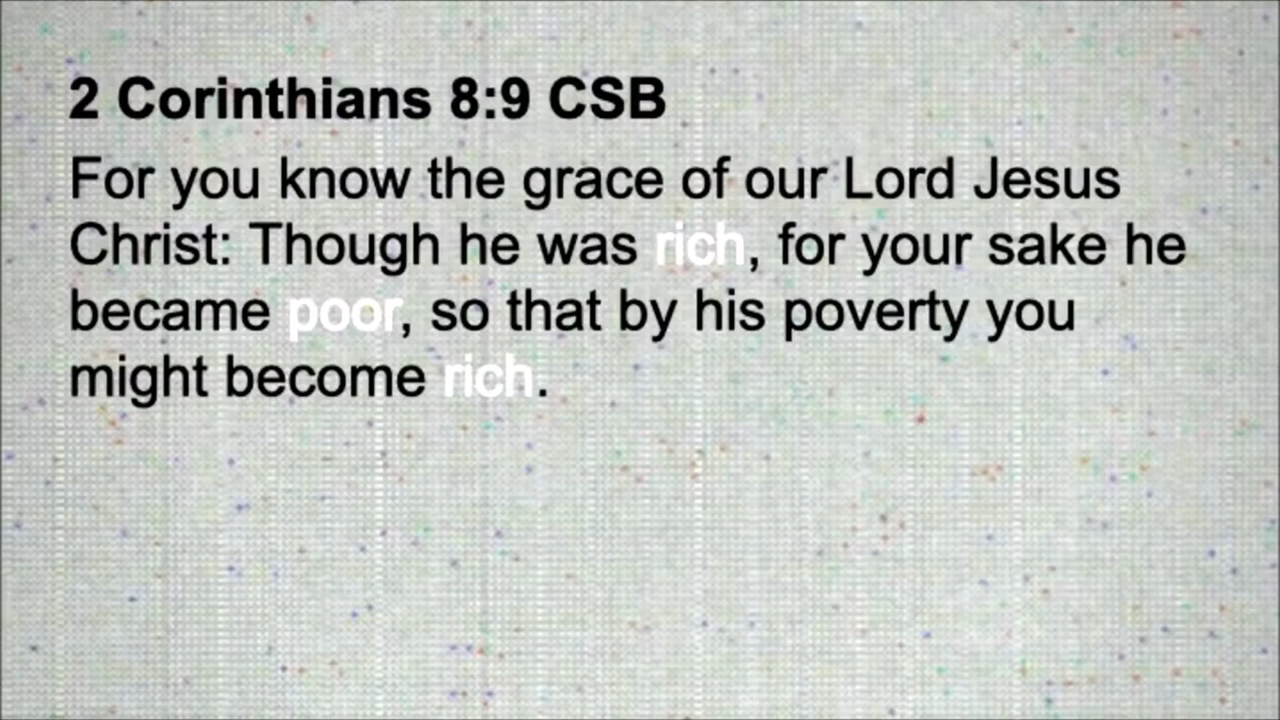 2 Corinthians 8:9 CSB
For you know the grace of our Lord Jesus
Christ: Though he was rich, for your sake he
became poor, so that by his poverty you
might become rich.